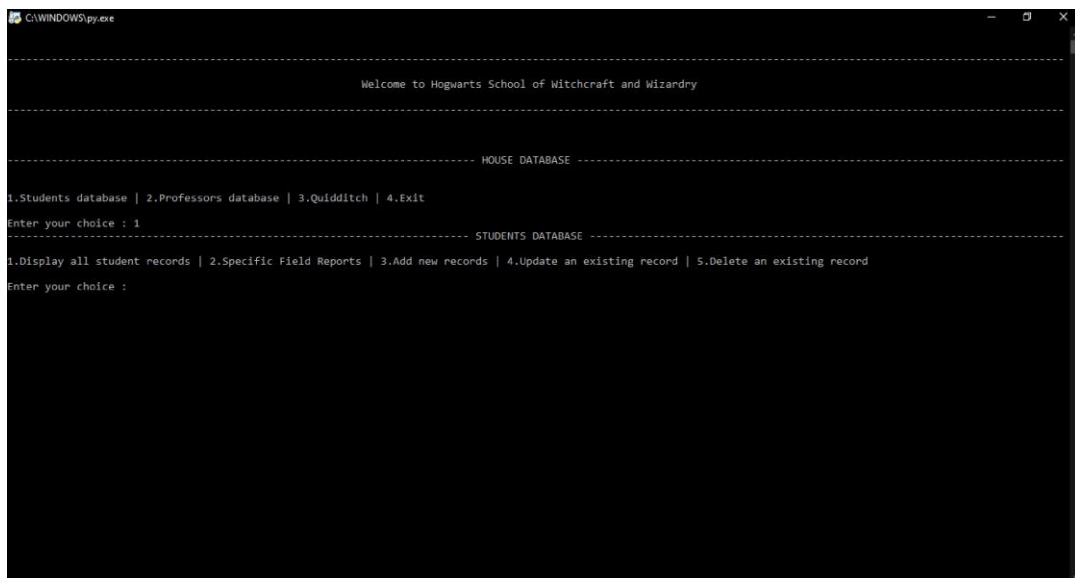 C:\WINDOWS\py.exe
Welcome to Hogwarts School of Witchcraft and Wizardry
HOUSE DATABASE
1.Students database | 2.Professors database | 3.Quidditch | 4.Exit
Enter your choice : 1
STUDENTS DATABASE
1.Display all student records | 2.Specific Field Reports | 3.Add new records | 4.Update an existing record | 5.Delete an existing record
Enter your choice :